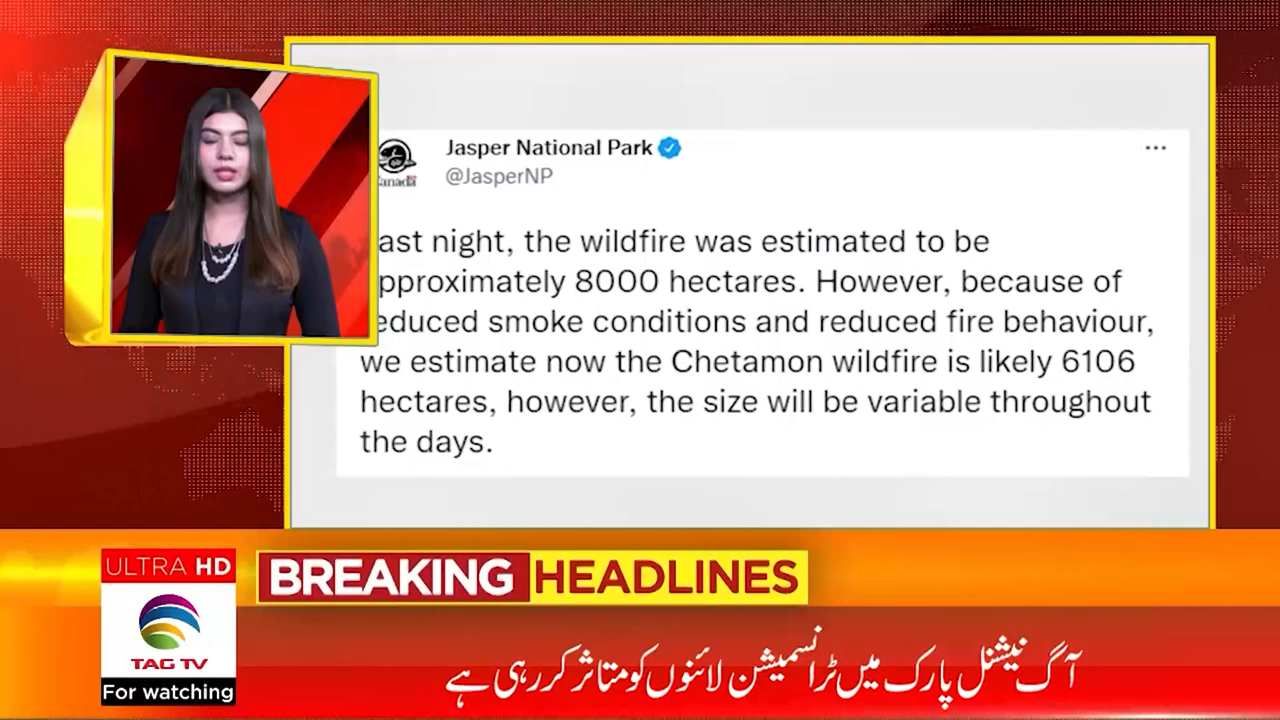 Jasper National Park
@JasperNP
ast night, the wildfire was estimated to be
pproximately 8000 hectares. However, because of
educed smoke conditions and reduced fire behaviour,
we estimate now the Chetamon wildfire is likely 6106
hectares, however, the size will be variable throughout
the days.
ULTRA HD
TAG TV
For watching
BREAKING HEADLINES
آگ نیشنل پارک میں ٹرانسمیشن لائنوں کو متاثر کر رہی ہے